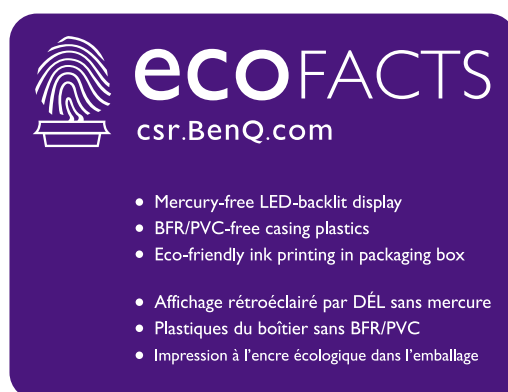 ecoFACTS
csr.BenQ.com
• Mercury-free LED-backlit display
• BFR/PVC-free casing plastics
• Eco-friendly ink printing in packaging box
• Affichage rétroéclairé par DÉL sans mercure
• Plastiques du boîtier sans BFR/PVC
• Impression à l'encre écologique dans l'emballage